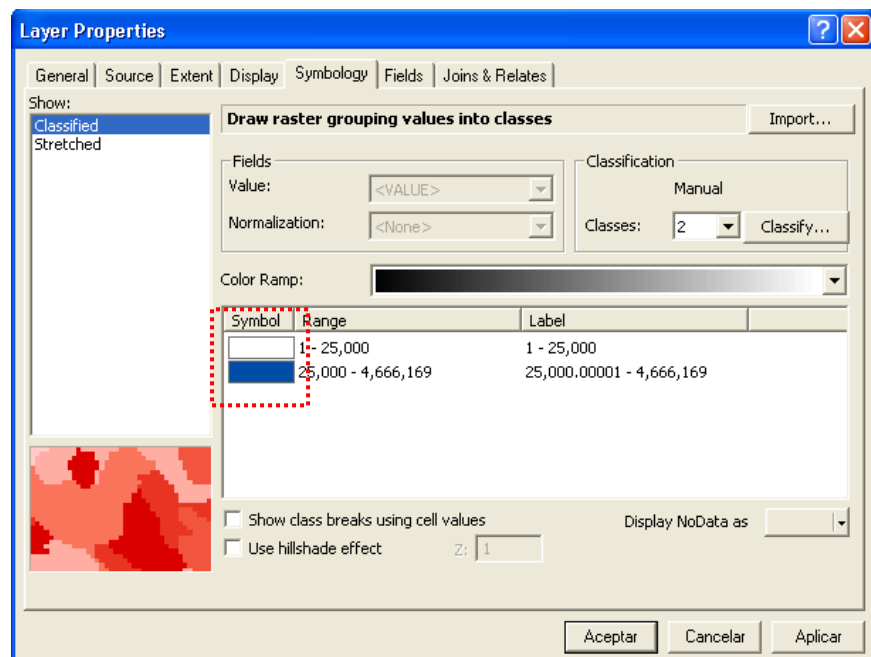 Layer Properties
General Source Extent Display Symbology Fields Joins & Relates
Show:
Classified
Stretched
Draw raster grouping values into classes
Import...
Fields
Value: <VALUE>
Normalization: <None>
Classification
Manual
Classes: 2 Classify...
Color Ramp:
Symbol Range Label
1 - 25,000 1 - 25,000
25,000 - 4,666,169 25,000.00001 - 4,666,169
Show class breaks using cell values
Display NoData as
Use hillshade effect Z: 1
Aceptar Cancelar Aplicar